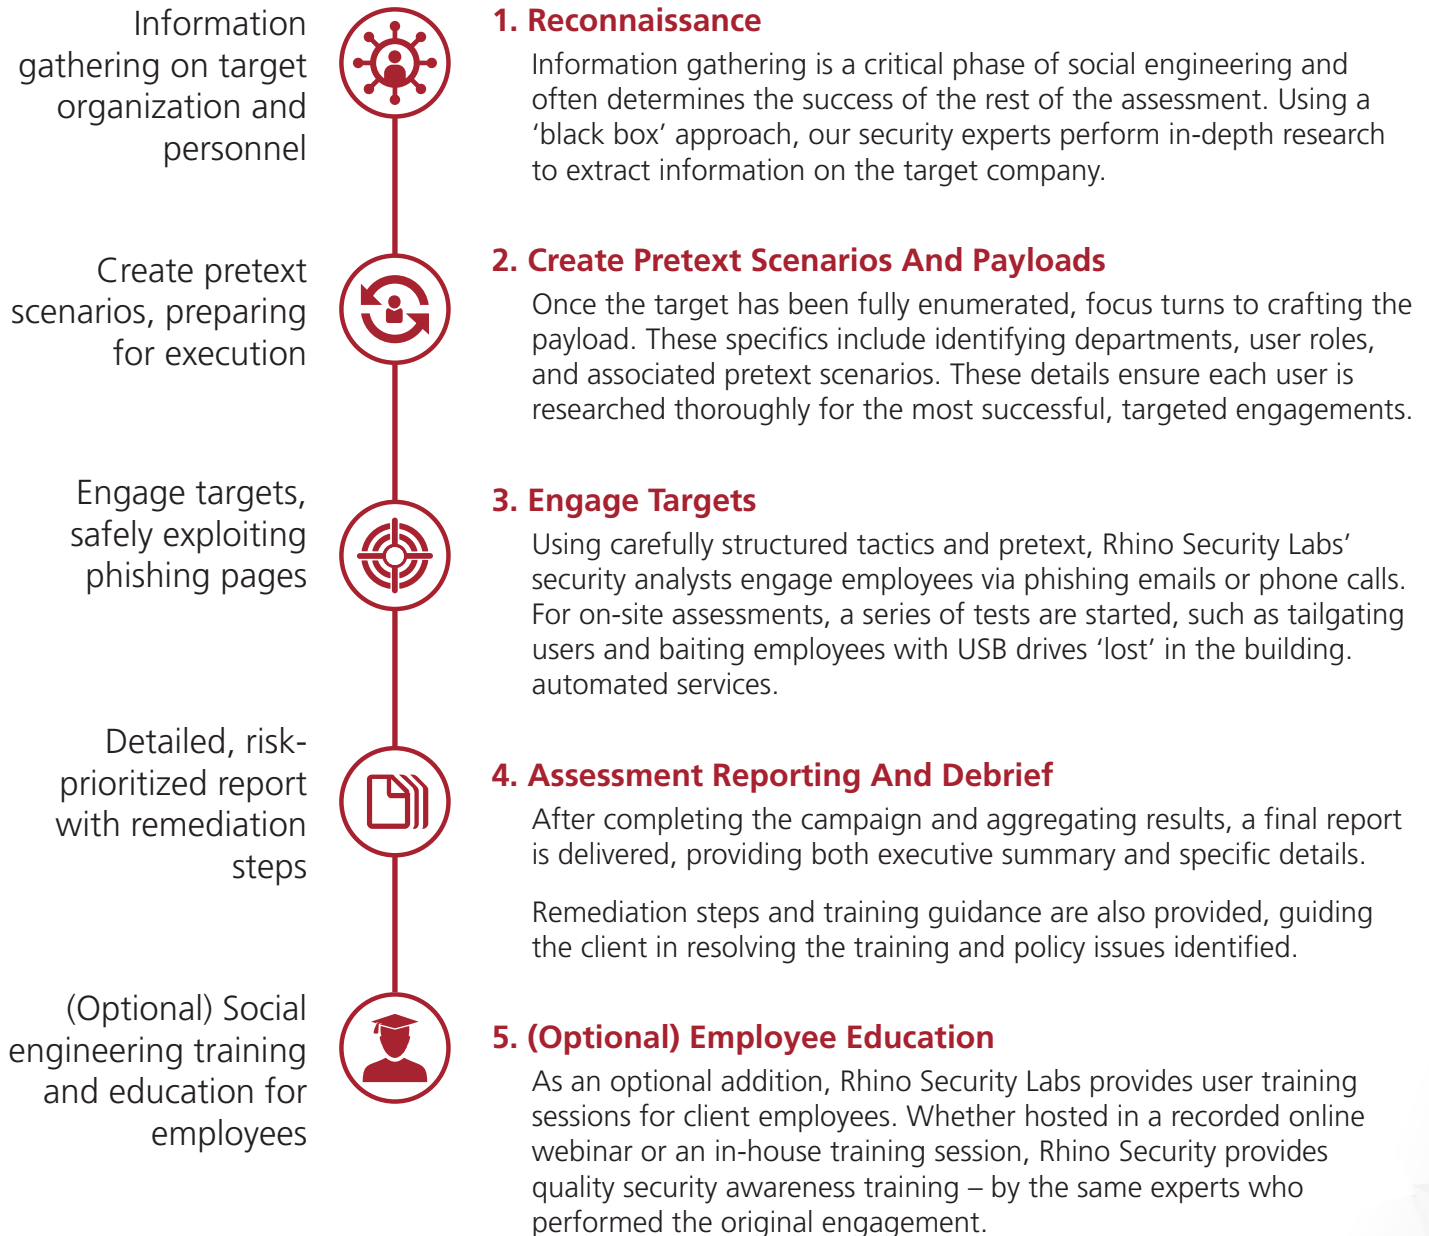 Information
gathering on target
organization and
personnel
1. Reconnaissance
Information gathering is a critical phase of social engineering and
often determines the success of the rest of the assessment. Using a
‘black box’ approach, our security experts perform in-depth research
to extract information on the target company.
Create pretext
scenarios, preparing
for execution
2. Create Pretext Scenarios And Payloads
Once the target has been fully enumerated, focus turns to crafting the
payload. These specifics include identifying departments, user roles,
and associated pretext scenarios. These details ensure each user is
researched thoroughly for the most successful, targeted engagements.
Engage targets,
safely exploiting
phishing pages
3. Engage Targets
Using carefully structured tactics and pretext, Rhino Security Labs’
security analysts engage employees via phishing emails or phone calls.
For on-site assessments, a series of tests are started, such as tailgating
users and baiting employees with USB drives ‘lost’ in the building.
automated services.
Detailed, risk-
prioritized report
with remediation
steps
4. Assessment Reporting And Debrief
After completing the campaign and aggregating results, a final report
is delivered, providing both executive summary and specific details.
Remediation steps and training guidance are also provided, guiding
the client in resolving the training and policy issues identified.
(Optional) Social
engineering training
and education for
employees
5. (Optional) Employee Education
As an optional addition, Rhino Security Labs provides user training
sessions for client employees. Whether hosted in a recorded online
webinar or an in-house training session, Rhino Security provides
quality security awareness training – by the same experts who
performed the original engagement.